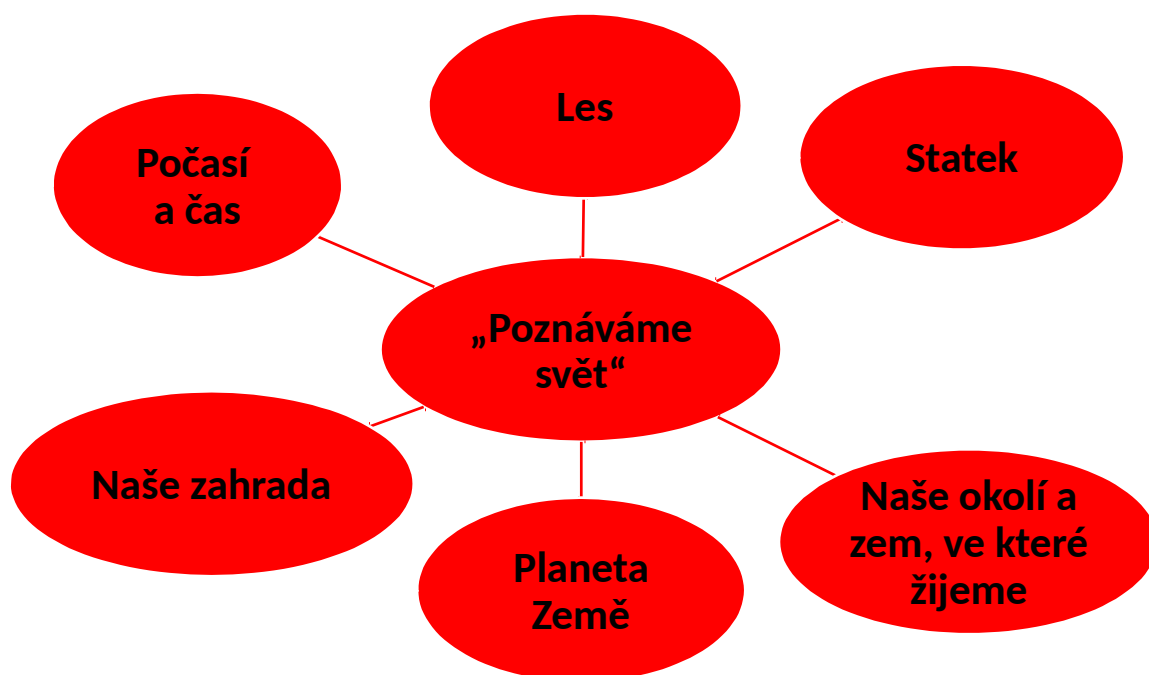 Les
Statek
Počasí
a čas
„Poznáváme
svět“
Naše zahrada
Naše okolí a
zem, ve které
žijeme
Planeta
Země